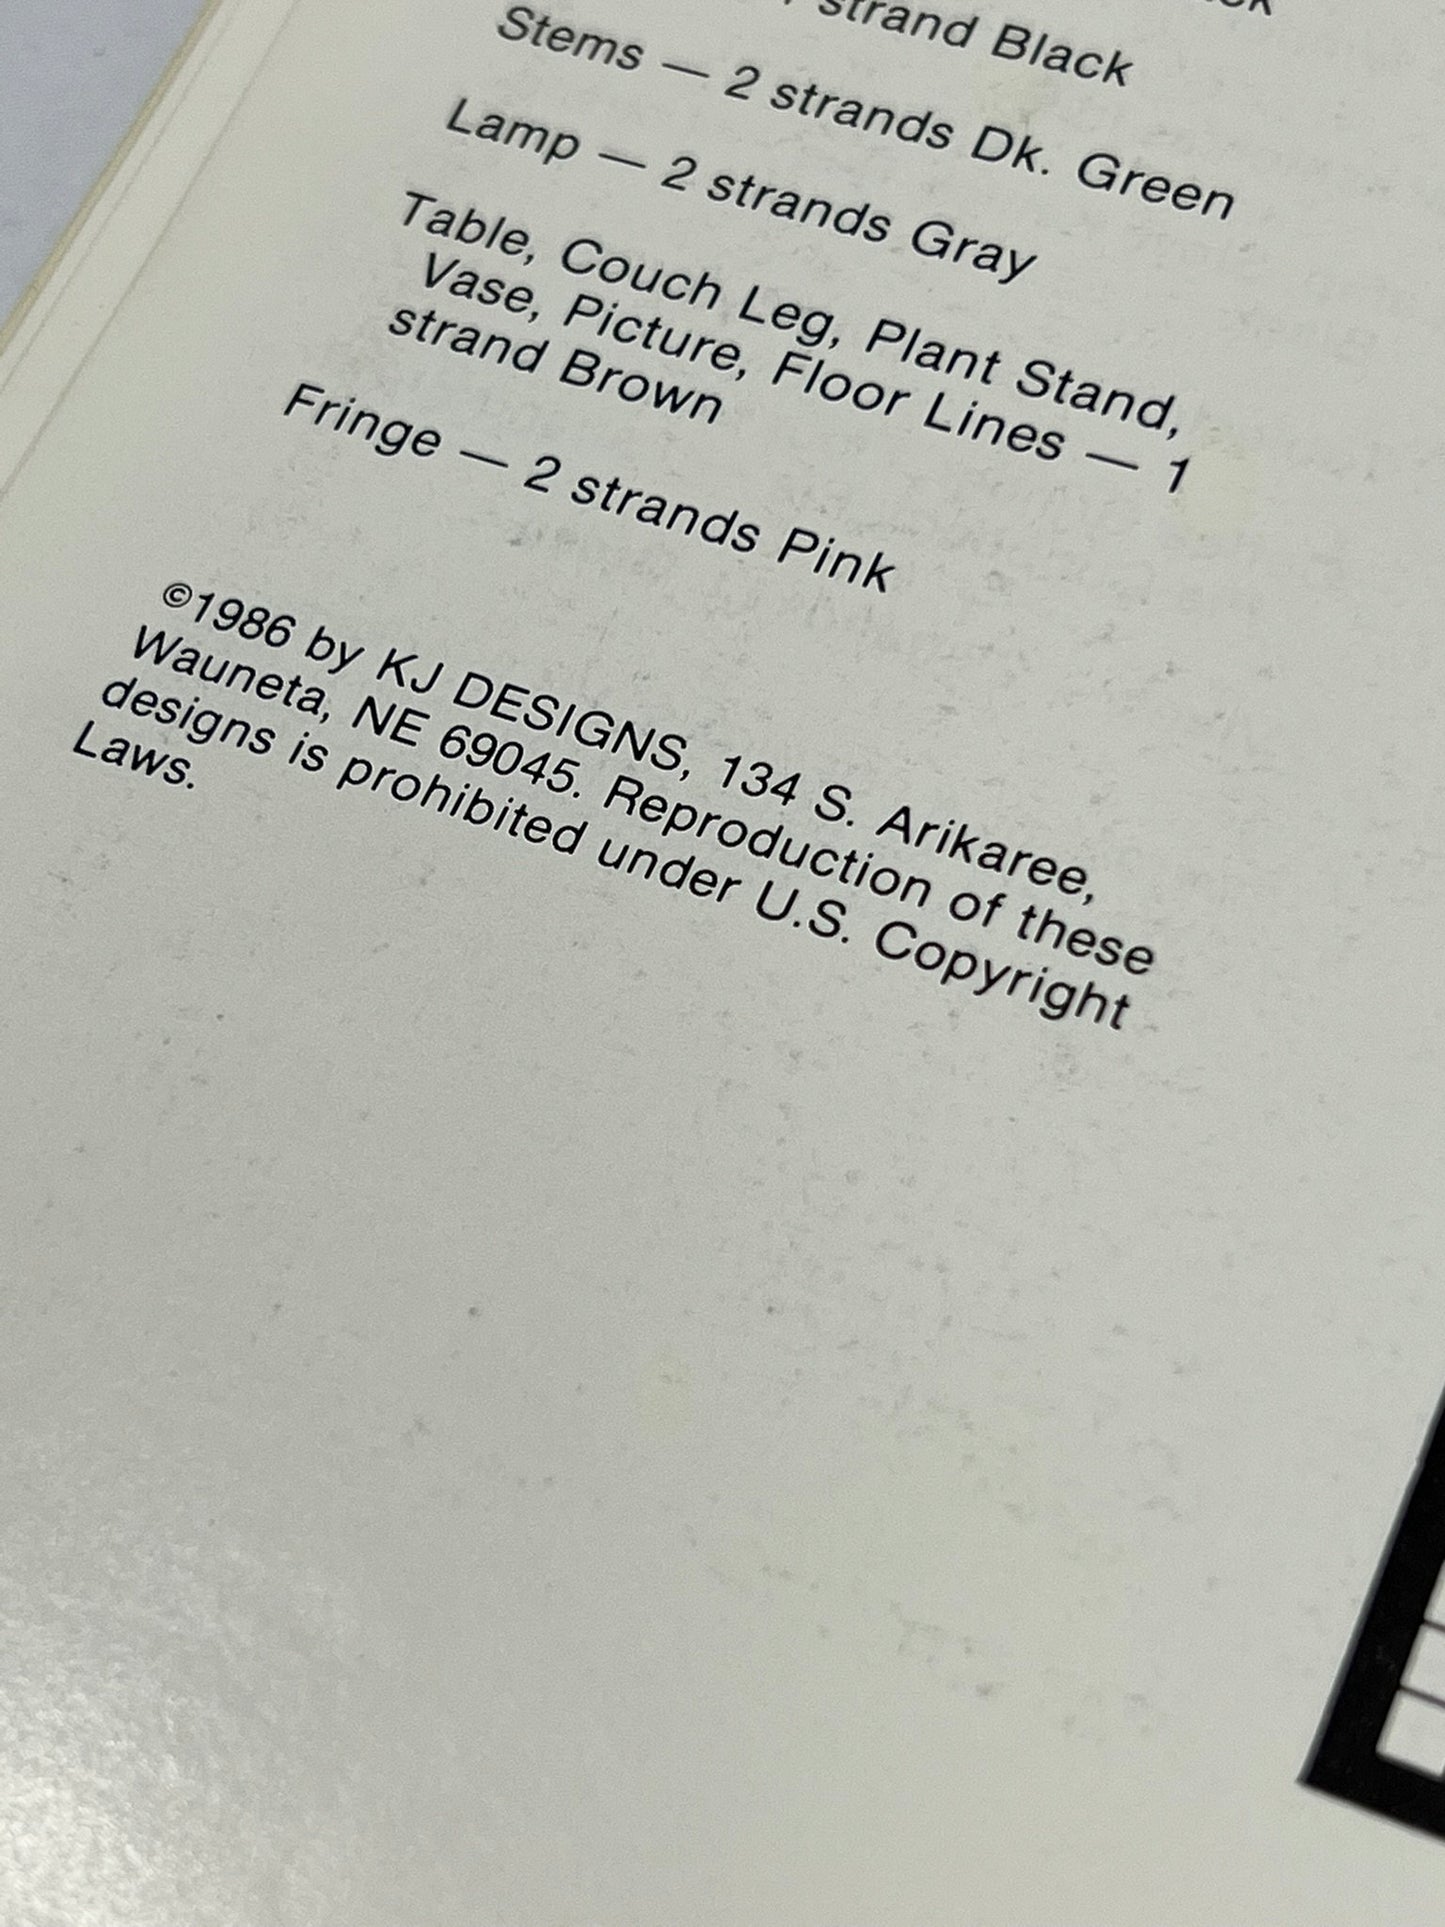 strand Black
Stems — 2 strands Dk. Green
Lamp — 2 strands Gray
Table, Couch Leg, Plant Stand,
Vase, Picture, Floor Lines — 1
strand Brown
Fringe — 2 strands Pink
©1986 by KJ DESIGNS, 134 S. Arikaree,
Wauneta, NE 69045. Reproduction of these
designs is prohibited under U.S. Copyright
Laws.